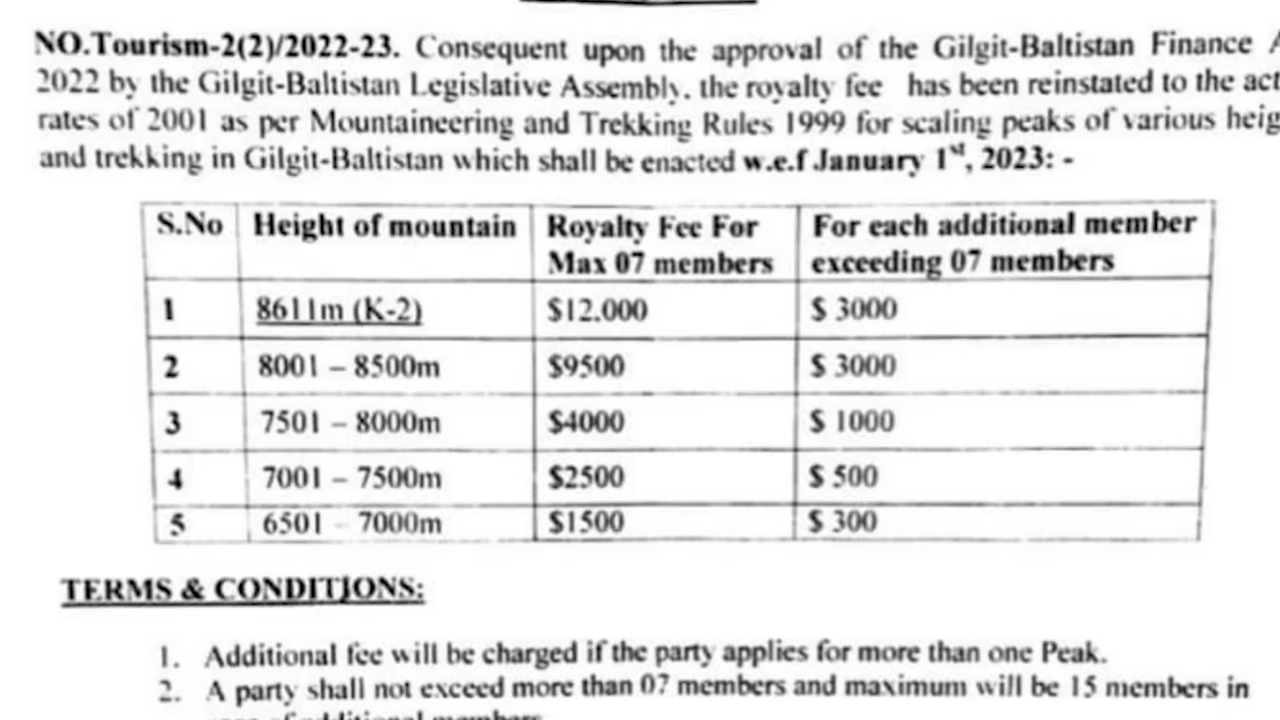 NO.Tourism-2(2)/2022-23. Consequent upon the approval of the Gilgit-Baltistan Finance A
2022 by the Gilgit-Baltistan Legislative Assembly. the royalty fee has been reinstated to the act
rates of 2001 as per Mountaineering and Trekking Rules 1999 for scaling peaks of various heig
and trekking in Gilgit-Baltistan which shall be enacted w.e.f January 1st, 2023: -
S.No Height of mountain Royalty Fee For For each additional member
Max 07 members exceeding 07 members
1 8611m (K-2) $12.000 $ 3000
2 8001 – 8500m $9500 $ 3000
3 7501 – 8000m $4000 $ 1000
4 7001 – 7500m $2500 $ 500
5 6501 - 7000m $1500 $ 300
TERMS & CONDITIONS:
1. Additional fee will be charged if the party applies for more than one Peak.
2. A party shall not exceed more than 07 members and maximum will be 15 members in
of additional members